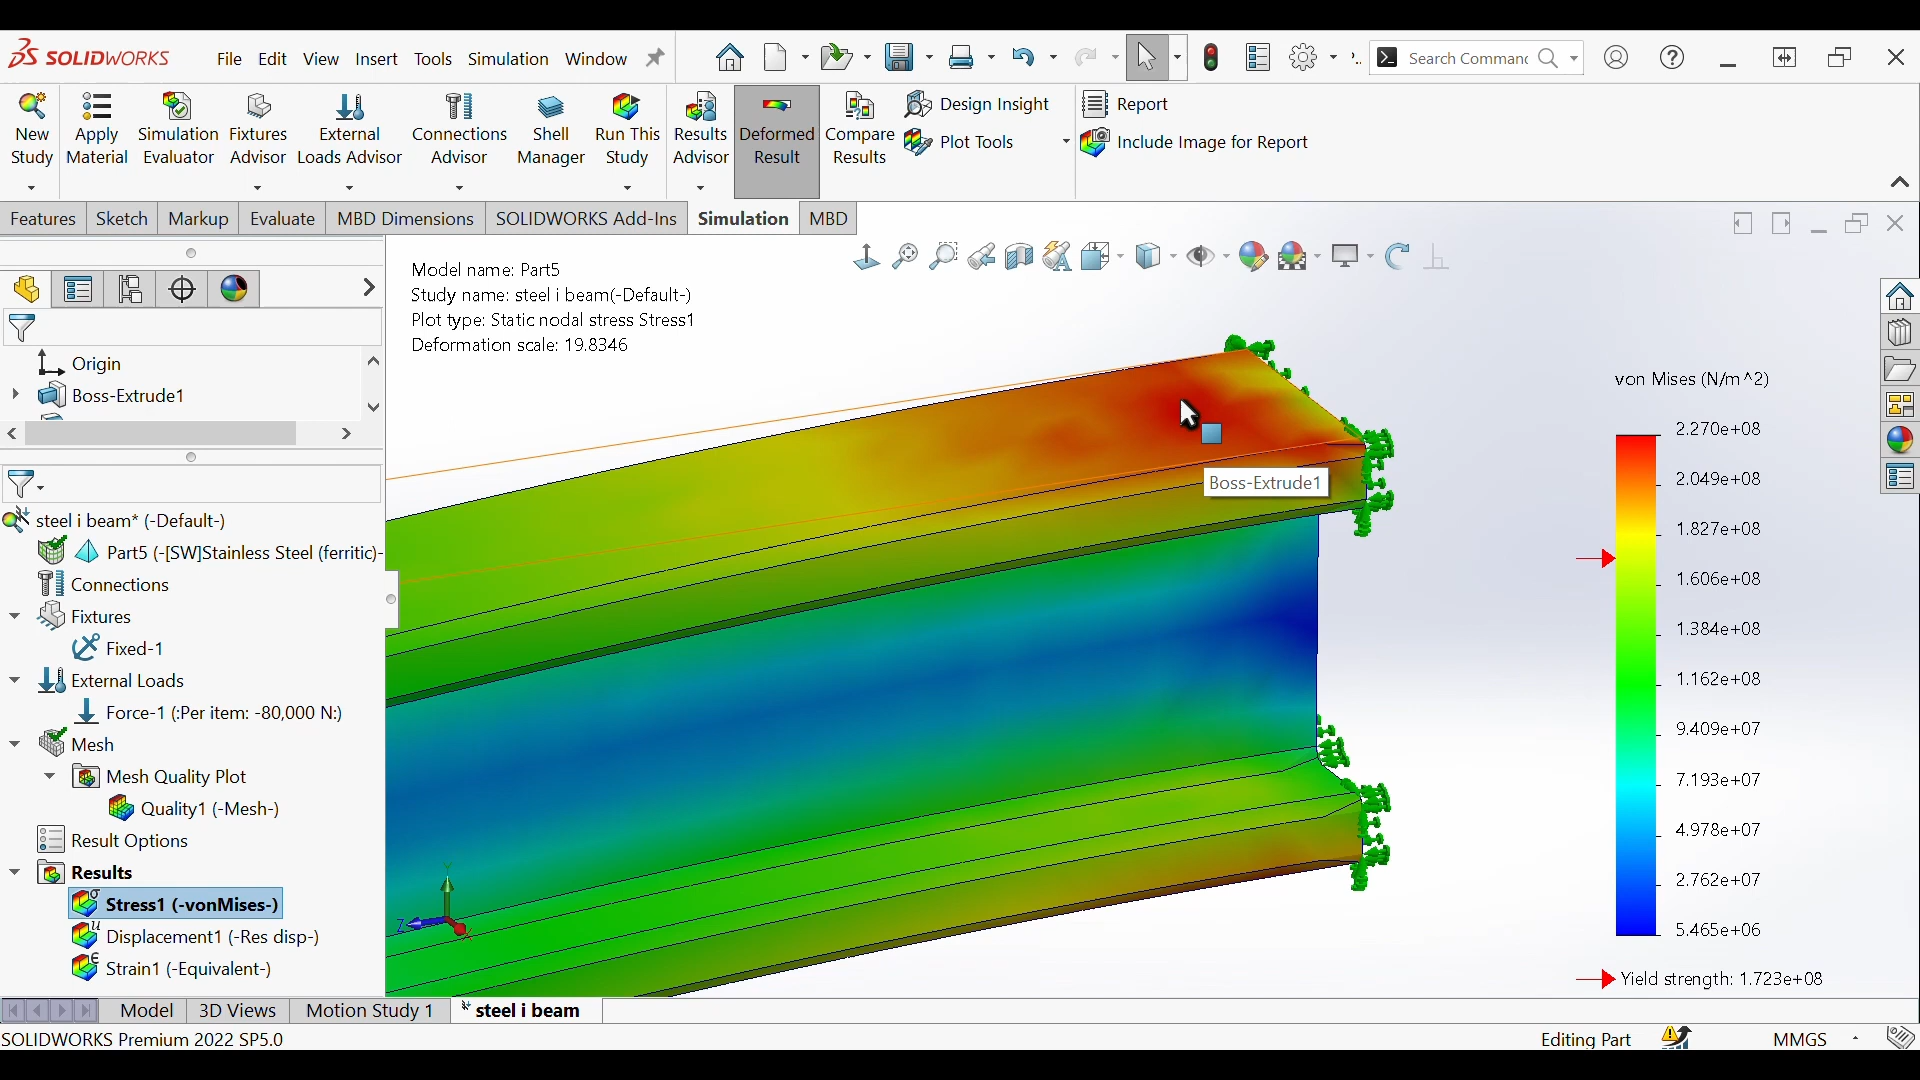 SOLIDWORKS File Edit View Insert Tools Simulation Window Search Command
New Study
Apply Material
Simulation Evaluator
Fixtures Advisor
External Loads Advisor
Connections Advisor
Shell Manager
Run This Study
Results Advisor
Deformed Result
Compare Results
Design Insight
Plot Tools
Report
Include Image for Report
Features Sketch Markup Evaluate MBD Dimensions SOLIDWORKS Add-Ins Simulation MBD
Origin
Boss-Extrude1
steel i beam* (-Default-)
Part5 (-[SW]Stainless Steel (ferritic)-
Connections
Fixtures
Fixed-1
External Loads
Force-1 (:Per item: -80,000 N:)
Mesh
Mesh Quality Plot
Quality1 (-Mesh-)
Result Options
Results
Stress1 (-vonMises-)
Displacement1 (-Res disp-)
Strain1 (-Equivalent-)
Model name: Part5
Study name: steel i beam(-Default-)
Plot type: Static nodal stress Stress1
Deformation scale: 19.8346
Boss-Extrude1
Z
Y
X
von Mises (N/m^2)
2.270e+08
2.049e+08
1.827e+08
1.606e+08
1.384e+08
1.162e+08
9.409e+07
7.193e+07
4.978e+07
2.762e+07
5.465e+06
Yield strength: 1.723e+08
Model 3D Views Motion Study 1 steel i beam
SOLIDWORKS Premium 2022 SP5.0 Editing Part MMGS